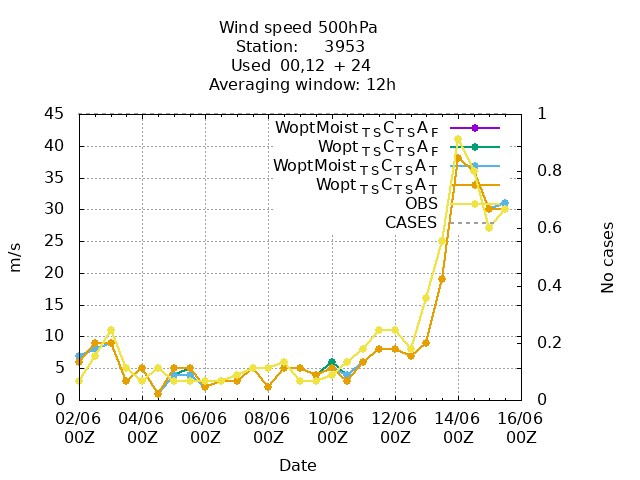 Wind speed 500hPa
Station: 3953
Used 00,12 + 24
Averaging window: 12h
45 1
WoptMoist TS C TS A F
40
Wopt TS C TS A F
WoptMoist TS C TS A T
35 0.8
Wopt TS C TS A T
30
OBS
CASES
25 0.6
m/s
No cases
20
0.4
15
10
0.2
5
0 0
02/06 04/06 06/06 08/06 10/06 12/06 14/06 16/06
00Z 00Z 00Z 00Z 00Z 00Z 00Z 00Z
Date